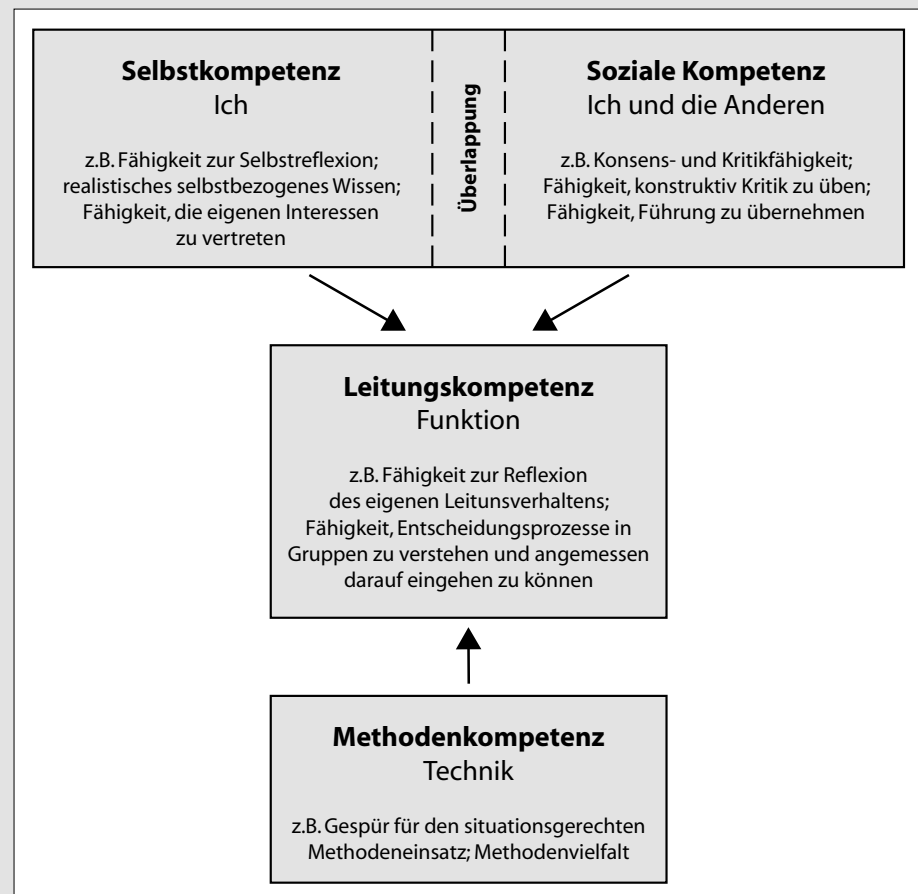 Selbstkompetenz
Ich
z.B. Fähigkeit zur Selbstreflexion;
realistisches selbstbezogenes Wissen;
Fähigkeit, die eigenen Interessen
zu vertreten
Überlappung
Soziale Kompetenz
Ich und die Anderen
z.B. Konsens- und Kritikfähigkeit;
Fähigkeit, konstruktiv Kritik zu üben;
Fähigkeit, Führung zu übernehmen
Leitungskompetenz
Funktion
z.B. Fähigkeit zur Reflexion
des eigenen Leitunsverhaltens;
Fähigkeit, Entscheidungsprozesse in
Gruppen zu verstehen und angemessen
darauf eingehen zu können
Methodenkompetenz
Technik
z.B. Gespür für den situationsgerechten
Methodeneinsatz; Methodenvielfalt